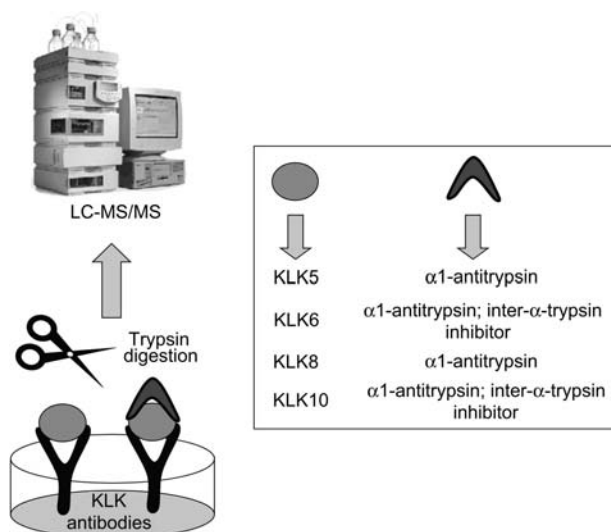 LC-MS/MS
Trypsin
digestion
KLK
antibodies
KLK5 α1-antitrypsin
KLK6 α1-antitrypsin; inter-α-trypsin
inhibitor
KLK8 α1-antitrypsin
KLK10 α1-antitrypsin; inter-α-trypsin
inhibitor